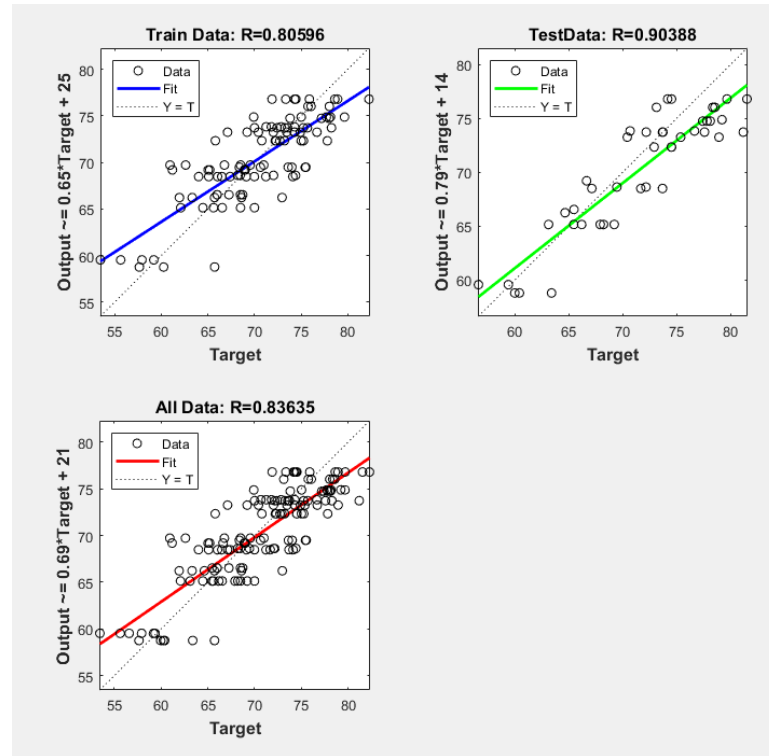 Train Data: R=0.80596
Output ~= 0.65*Target + 25
80
75
70
65
60
55
Data
Fit
Y = T
55 60 65 70 75 80
Target
TestData: R=0.90388
Output ~= 0.79*Target + 14
80
75
70
65
60
Data
Fit
Y = T
60 65 70 75 80
Target
All Data: R=0.83635
Output ~= 0.69*Target + 21
80
75
70
65
60
55
Data
Fit
Y = T
55 60 65 70 75 80
Target